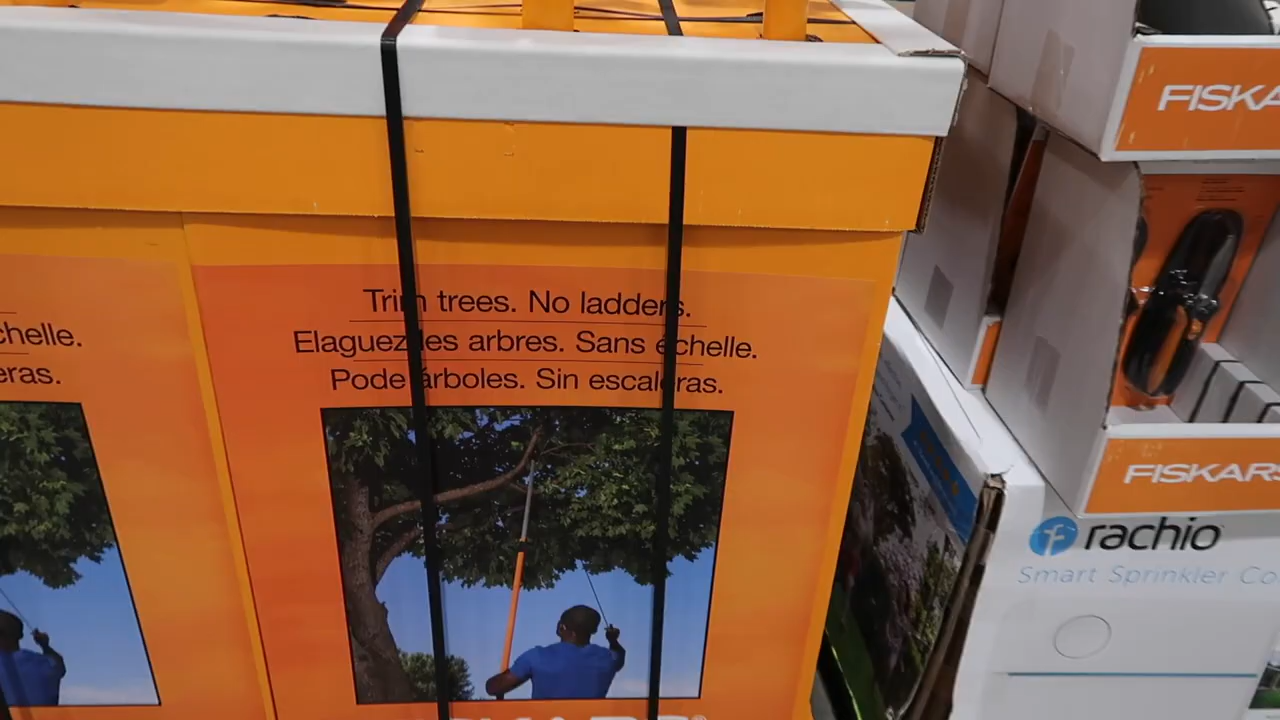 Trim trees. No ladders.
Elaguez les arbres. Sans échelle.
Pode árboles. Sin escaleras.
chelle.
eras.
FISKA
FISKARS
rachio
Smart Sprinkler Co